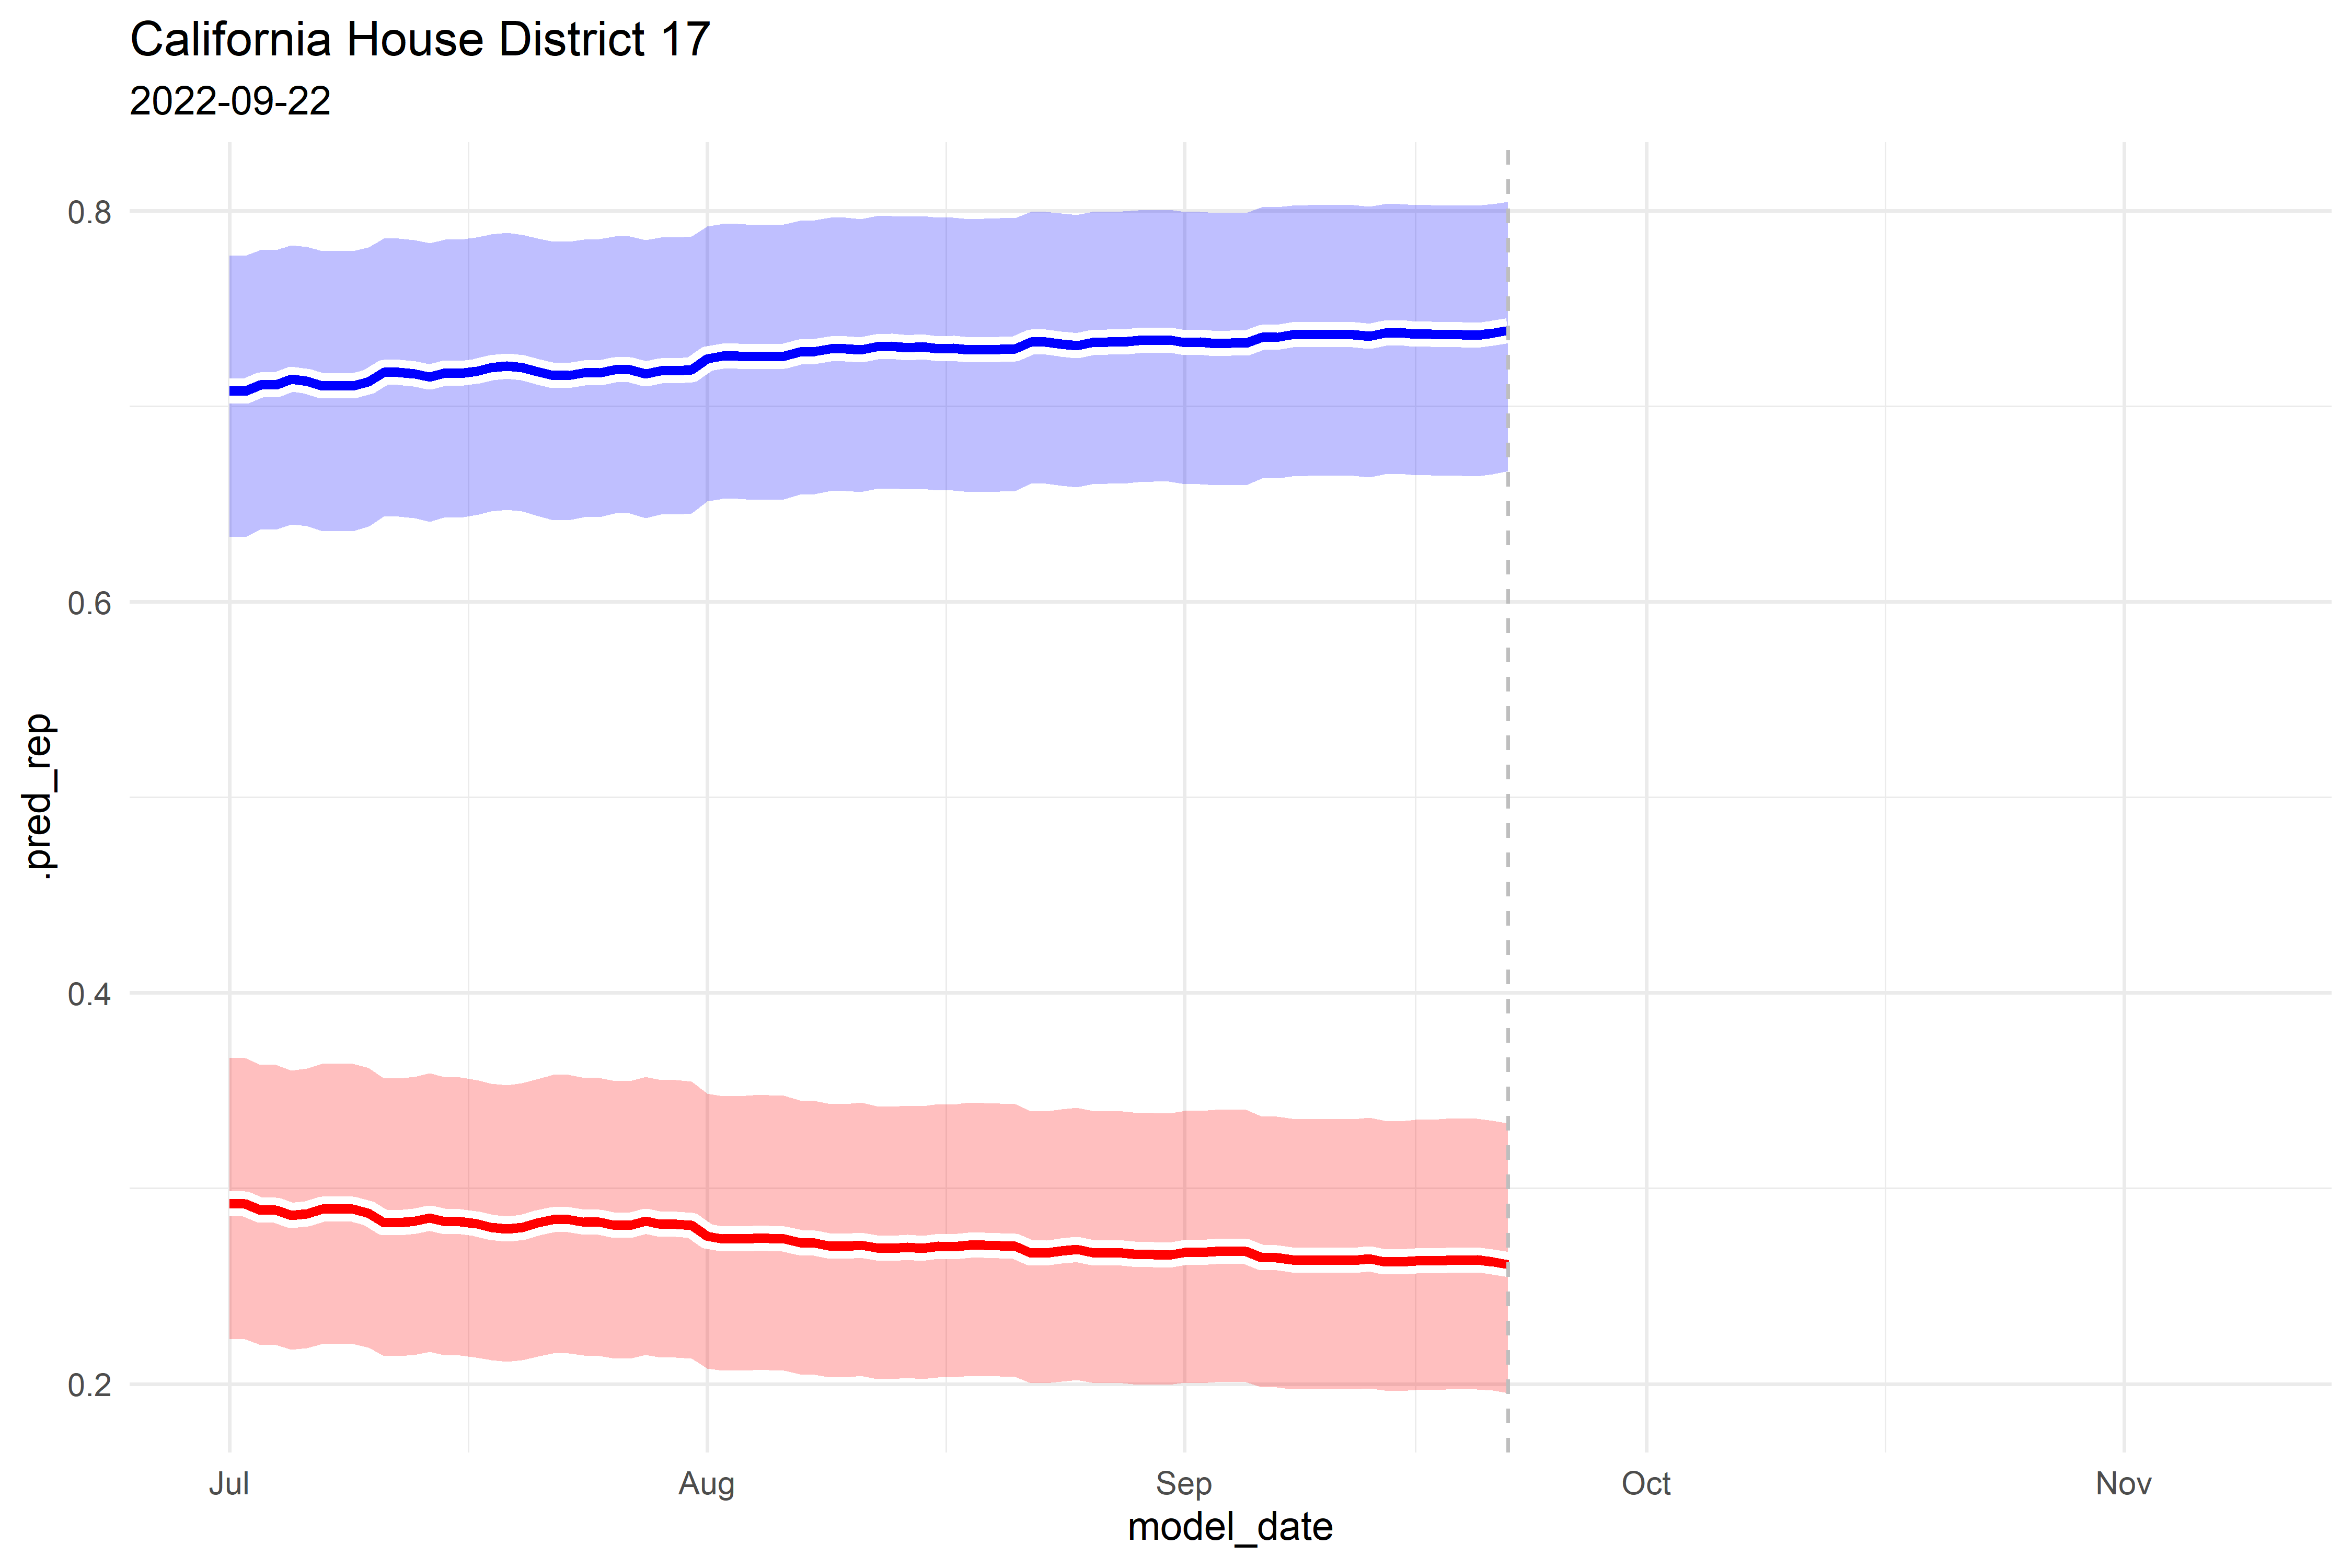 California House District 17
2022-09-22
0.8
0.6
0.4
0.2
.pred_rep
Jul Aug Sep Oct Nov
model_date